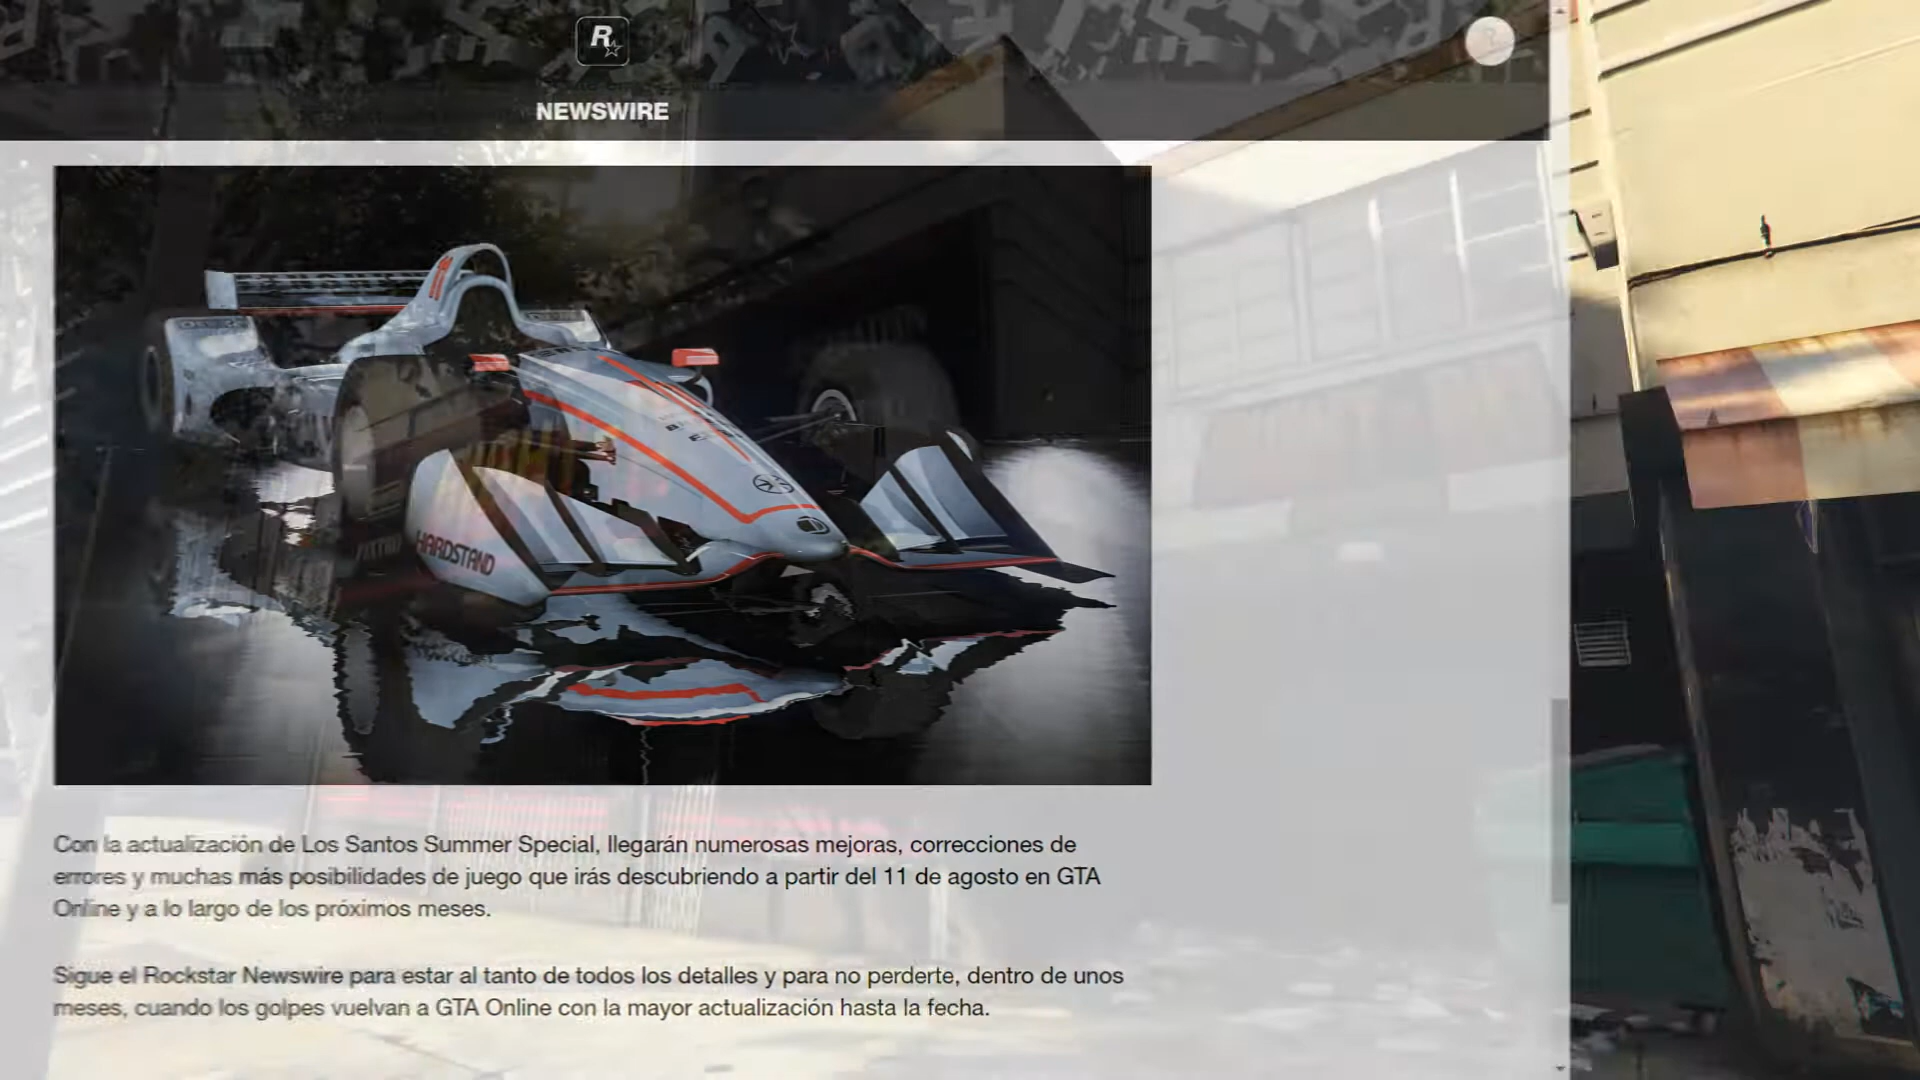 R
NEWSWIRE
HARDSTAND
Con la actualización de Los Santos Summer Special, llegarán numerosas mejoras, correcciones de
errores y muchas más posibilidades de juego que irás descubriendo a partir del 11 de agosto en GTA
Online y a lo largo de los próximos meses.
Sigue el Rockstar Newswire para estar al tanto de todos los detalles y para no perderte, dentro de unos
meses, cuando los golpes vuelvan a GTA Online con la mayor actualización hasta la fecha.